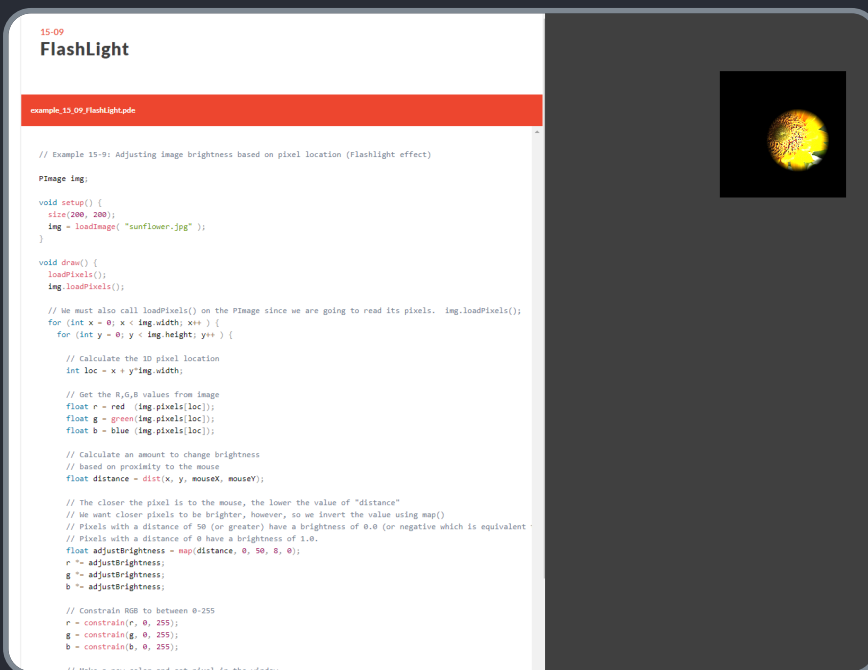 15-09
FlashLight
example_15_09_FlashLight.pde
// Example 15-9: Adjusting image brightness based on pixel location (Flashlight effect)
PImage img;
void setup() {
size(200, 200);
img = loadImage( "sunflower.jpg" );
}
void draw() {
loadPixels();
img.loadPixels();
// We must also call loadPixels() on the PImage since we are going to read its pixels.  img.loadPixels();
for (int x = 0; x < img.width; x++ ) {
for (int y = 0; y < img.height; y++ ) {
// Calculate the 1D pixel location
int loc = x + y*img.width;
// Get the R,G,B values from image
float r = red  (img.pixels[loc]);
float g = green(img.pixels[loc]);
float b = blue (img.pixels[loc]);
// Calculate an amount to change brightness
// based on proximity to the mouse
float distance = dist(x, y, mouseX, mouseY);
// The closer the pixel is to the mouse, the lower the value of "distance"
// We want closer pixels to be brighter, however, so we invert the value using map()
// Pixels with a distance of 50 (or greater) have a brightness of 0.0 (or negative which is equivalent
// Pixels with a distance of 0 have a brightness of 1.0.
float adjustBrightness = map(distance, 0, 50, 8, 0);
r *= adjustBrightness;
g *= adjustBrightness;
b *= adjustBrightness;
// Constrain RGB to between 0-255
r = constrain(r, 0, 255);
g = constrain(g, 0, 255);
b = constrain(b, 0, 255);